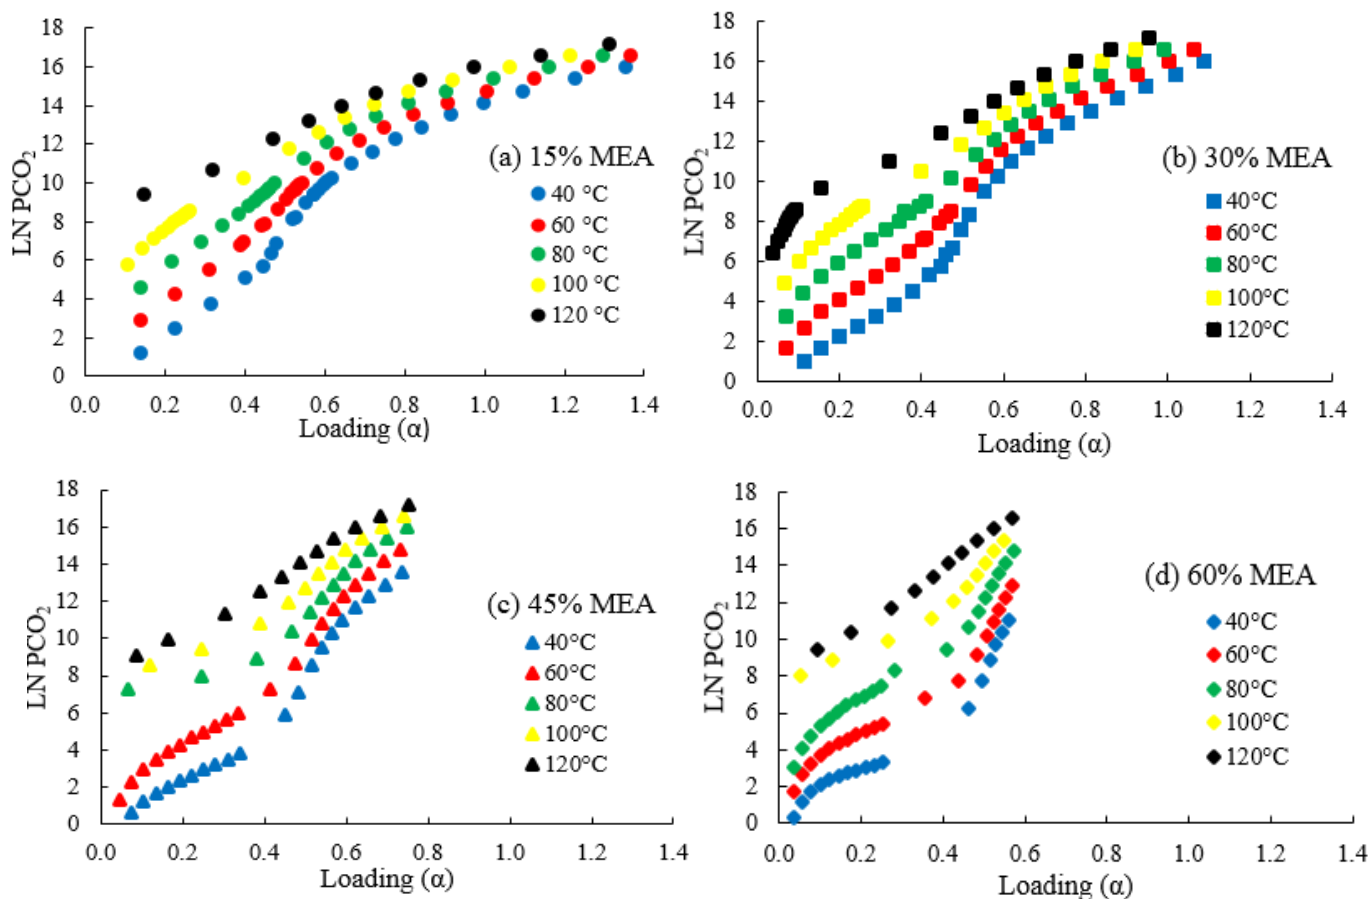 18
16
14
12
10
8
6
4
2
0
LN PCO₂
(a) 15% MEA
40 °C
60 °C
80 °C
100 °C
120 °C
0.0 0.2 0.4 0.6 0.8 1.0 1.2 1.4
Loading (α)
18
16
14
12
10
8
6
4
2
0
LN PCO₂
(b) 30% MEA
40°C
60°C
80°C
100°C
120°C
0.0 0.2 0.4 0.6 0.8 1.0 1.2 1.4
Loading (α)
18
16
14
12
10
8
6
4
2
0
LN PCO₂
(c) 45% MEA
40°C
60°C
80°C
100°C
120°C
0.0 0.2 0.4 0.6 0.8 1.0 1.2 1.4
Loading (α)
18
16
14
12
10
8
6
4
2
0
LN PCO₂
(d) 60% MEA
40°C
60°C
80°C
100°C
120°C
0.0 0.2 0.4 0.6 0.8 1.0 1.2 1.4
Loading (α)